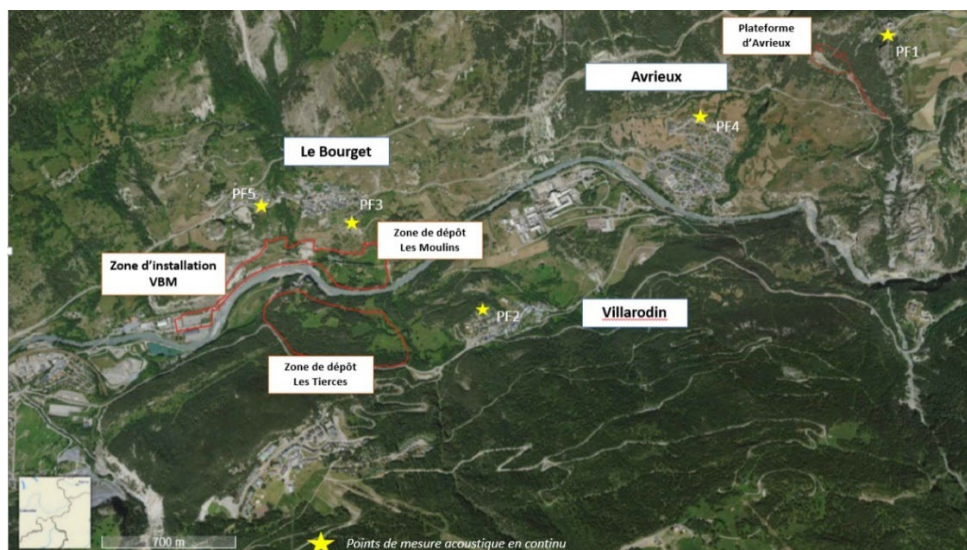 Plateforme
d'Avrieux
PF1
Avrieux
PF4
Le Bourget
PF5
PF3
Zone de dépôt
Les Moulins
Zone d'installation
VBM
PF2
Villarodin
Zone de dépôt
Les Tierces
700 m
Points de mesure acoustique en continu